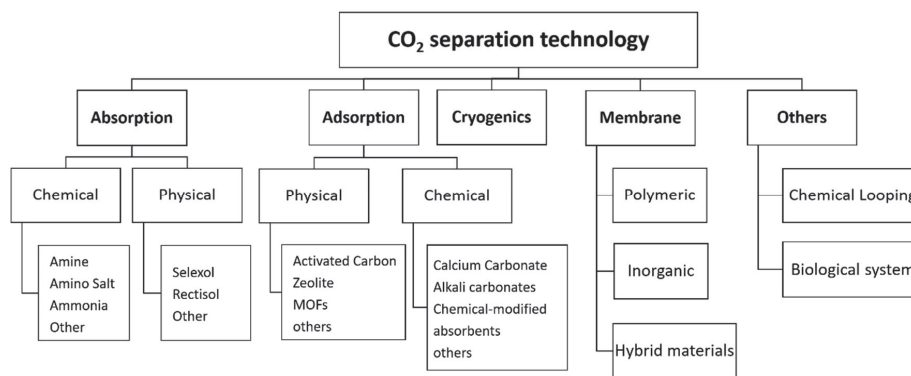 CO2 separation technology
Absorption
Adsorption
Cryogenics
Membrane
Others
Chemical
Physical
Physical
Chemical
Polymeric
Chemical Looping
Amine
Amino Salt
Ammonia
Other
Selexol
Rectisol
Other
Activated Carbon
Zeolite
MOFs
others
Calcium Carbonate
Alkali carbonates
Chemical-modified
absorbents
others
Inorganic
Biological system
Hybrid materials